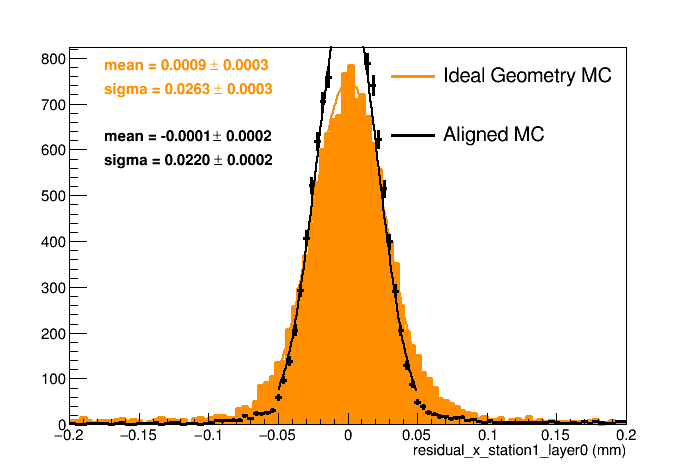 800
700
600
500
400
300
200
100
0
mean = 0.0009 ± 0.0003
sigma = 0.0263 ± 0.0003
mean = -0.0001 ± 0.0002
sigma = 0.0220 ± 0.0002
Ideal Geometry MC
Aligned MC
−0.2 −0.15 −0.1 −0.05 0 0.05 0.1 0.15 0.2
residual_x_station1_layer0 (mm)